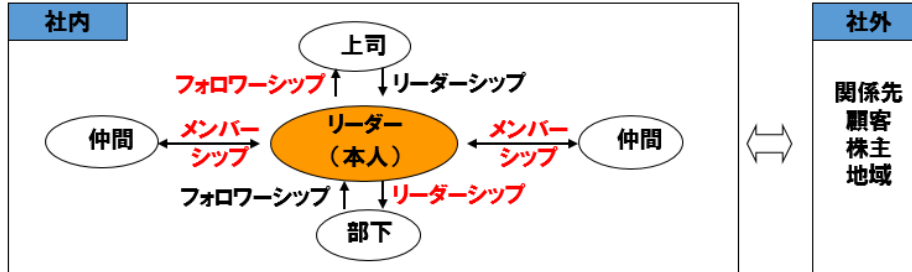 社内
社外
上司
フォロワーシップ
リーダーシップ
仲間
メンバー
シップ
リーダー
（本人）
メンバー
シップ
仲間
フォロワーシップ
リーダーシップ
部下
関係先
顧客
株主
地域